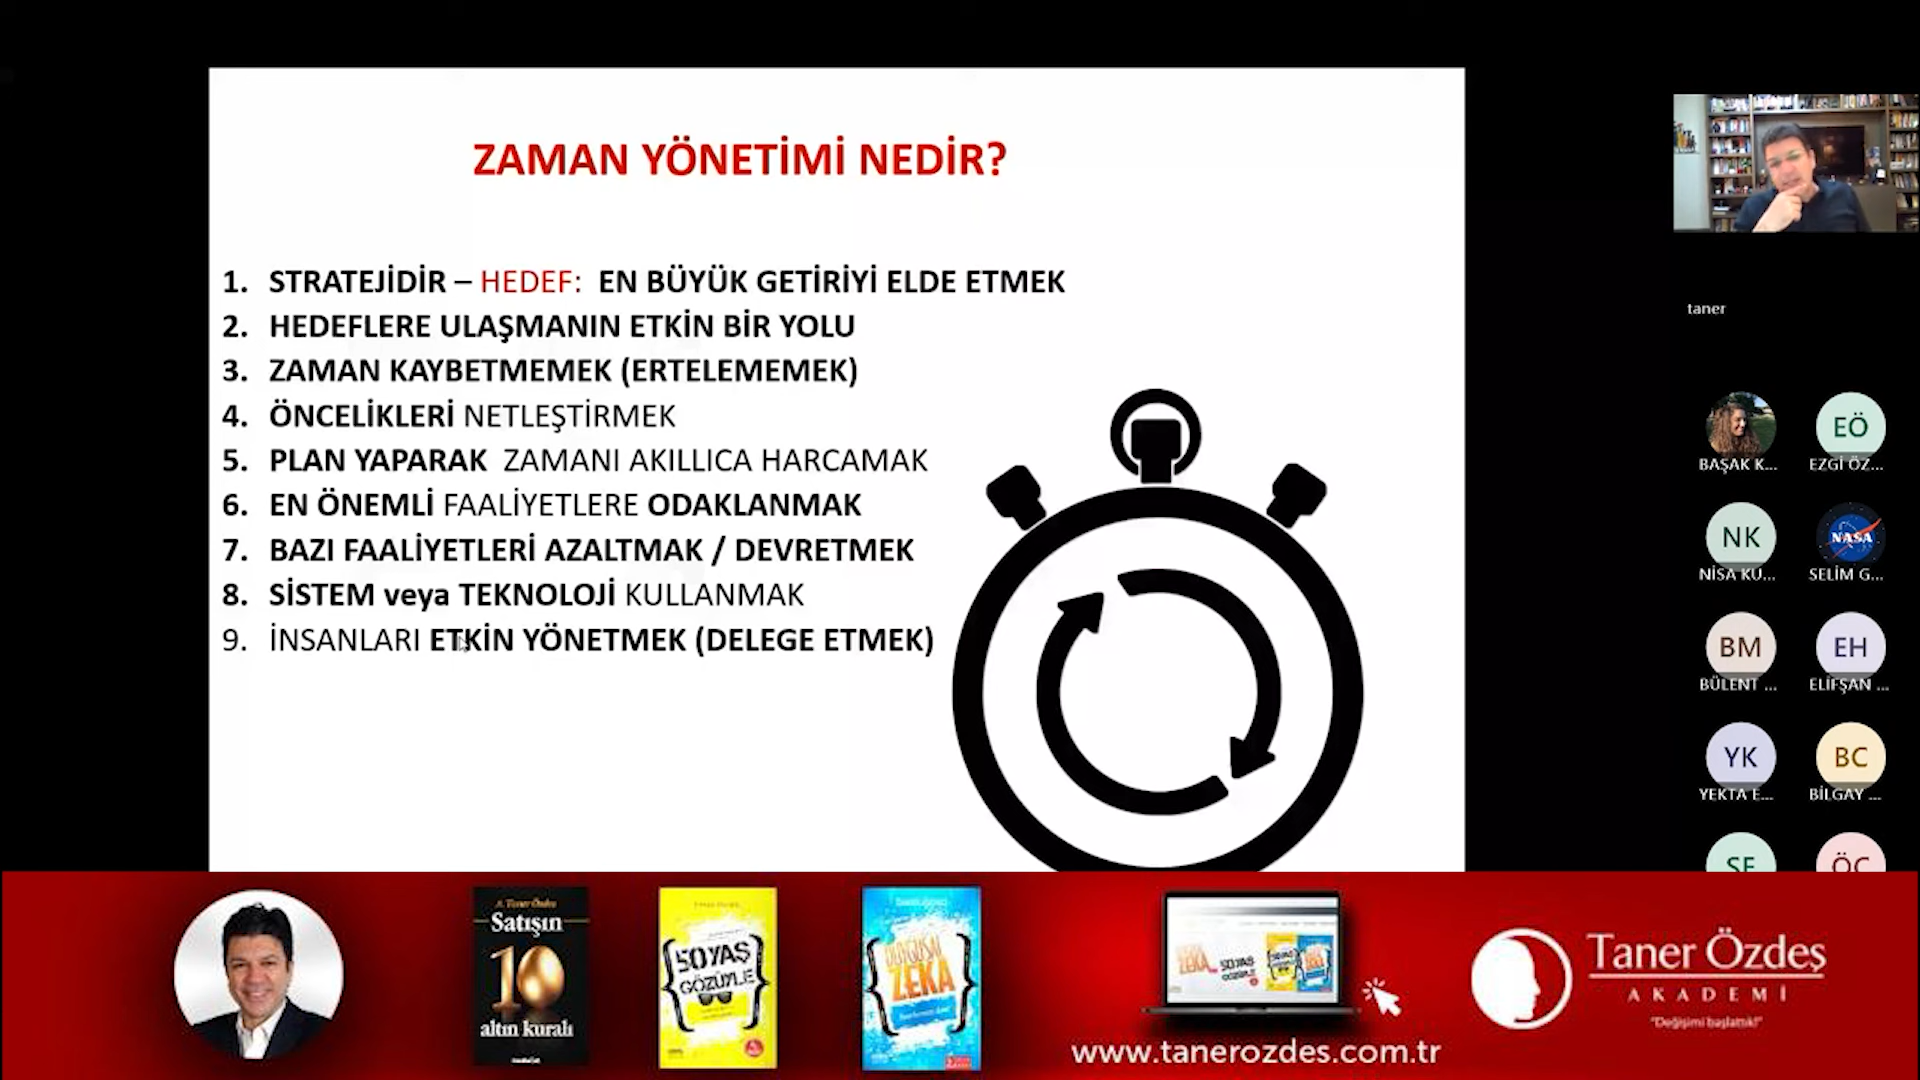 ZAMAN YÖNETİMİ NEDİR?
1. STRATEJİDİR – HEDEF: EN BÜYÜK GETİRİYİ ELDE ETMEK
2. HEDEFLERE ULAŞMANIN ETKİN BİR YOLU
3. ZAMAN KAYBETMEMEK (ERTELEMEMEK)
4. ÖNCELİKLERİ NETLEŞTİRMEK
5. PLAN YAPARAK ZAMANI AKILLICA HARCAMAK
6. EN ÖNEMLİ FAALİYETLERE ODAKLANMAK
7. BAZI FAALİYETLERİ AZALTMAK / DEVRETMEK
8. SİSTEM veya TEKNOLOJİ KULLANMAK
9. İNSANLARI ETKİN YÖNETMEK (DELEGE ETMEK)
taner
EÖ
BAŞAK K...
EZGİ ÖZ...
NK
NASA
NİSA KU...
SELİM G...
BM
EH
BÜLENT ...
ELİFŞAN ...
YK
BC
YEKTA E...
BİLGAY ...
ÖC
A. Taner Özdeş
Satışın
10
altın kuralı
50 YAŞ
GÖZÜYLE
DUYGUSAL
ZEKA
www.tanerozdes.com.tr
Taner Özdeş
AKADEMİ
"Değişimi başlattık!"